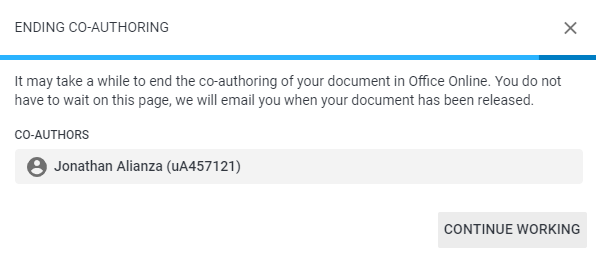 ENDING CO-AUTHORING
It may take a while to end the co-authoring of your document in Office Online. You do not
have to wait on this page, we will email you when your document has been released.
CO-AUTHORS
Jonathan Alianza (uA457121)
CONTINUE WORKING